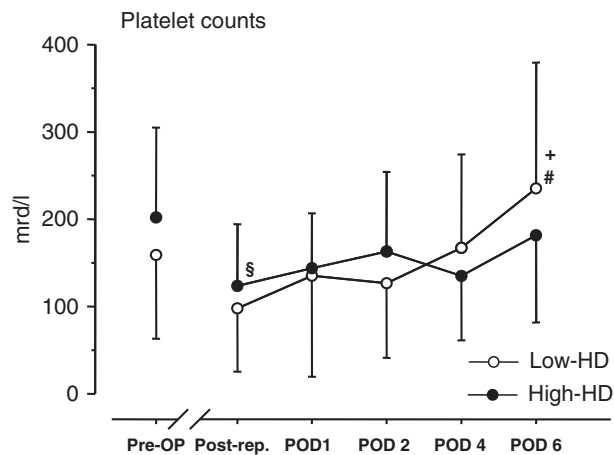 Platelet counts
400
300
200
100
0
mrd/l
§
+
#
Low-HD
High-HD
Pre-OP Post-rep. POD1 POD 2 POD 4 POD 6